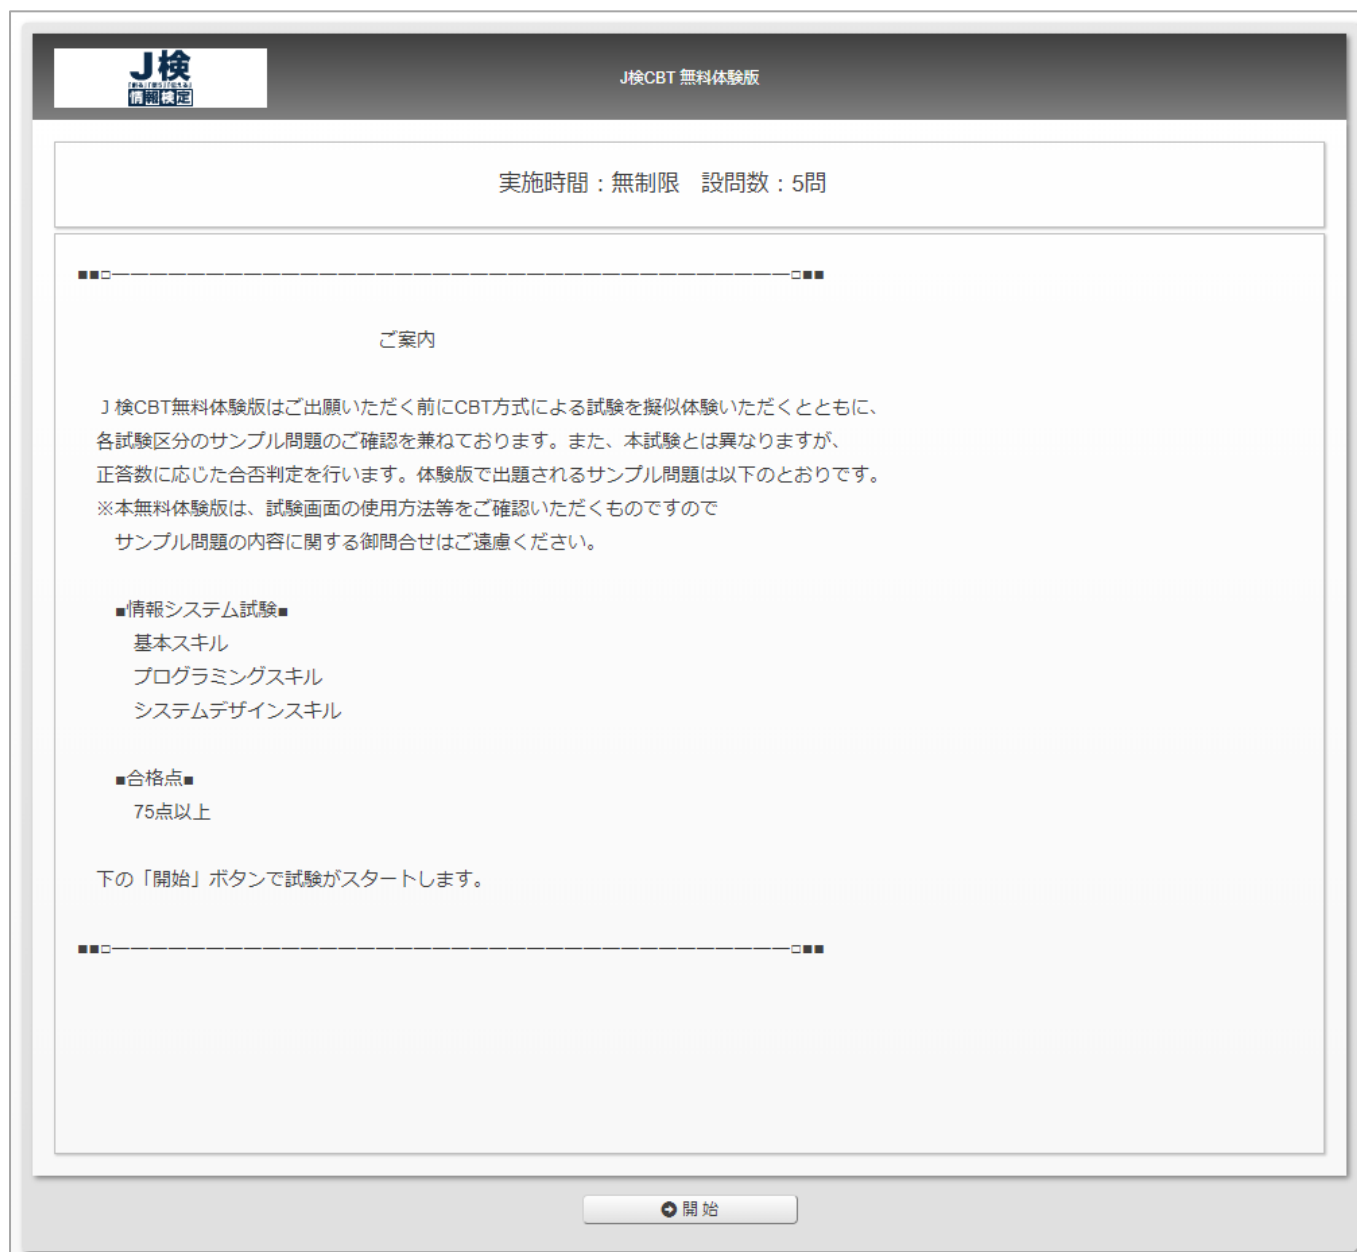 J検
情報検定
J検CBT 無料体験版
実施時間：無制限　設問数：5問
■■□━━━━━━━━━━━━━━━━━━━━━━━━━━━━━━━━━━━━□■■
ご案内
Ｊ検CBT無料体験版はご出願いただく前にCBT方式による試験を擬似体験いただくとともに、
各試験区分のサンプル問題のご確認を兼ねております。また、本試験とは異なりますが、
正答数に応じた合否判定を行います。体験版で出題されるサンプル問題は以下のとおりです。
※本無料体験版は、試験画面の使用方法等をご確認いただくものですので
サンプル問題の内容に関する御問合せはご遠慮ください。
■情報システム試験■
基本スキル
プログラミングスキル
システムデザインスキル
■合格点■
75点以上
下の「開始」ボタンで試験がスタートします。
■■□━━━━━━━━━━━━━━━━━━━━━━━━━━━━━━━━━━━━□■■
開始